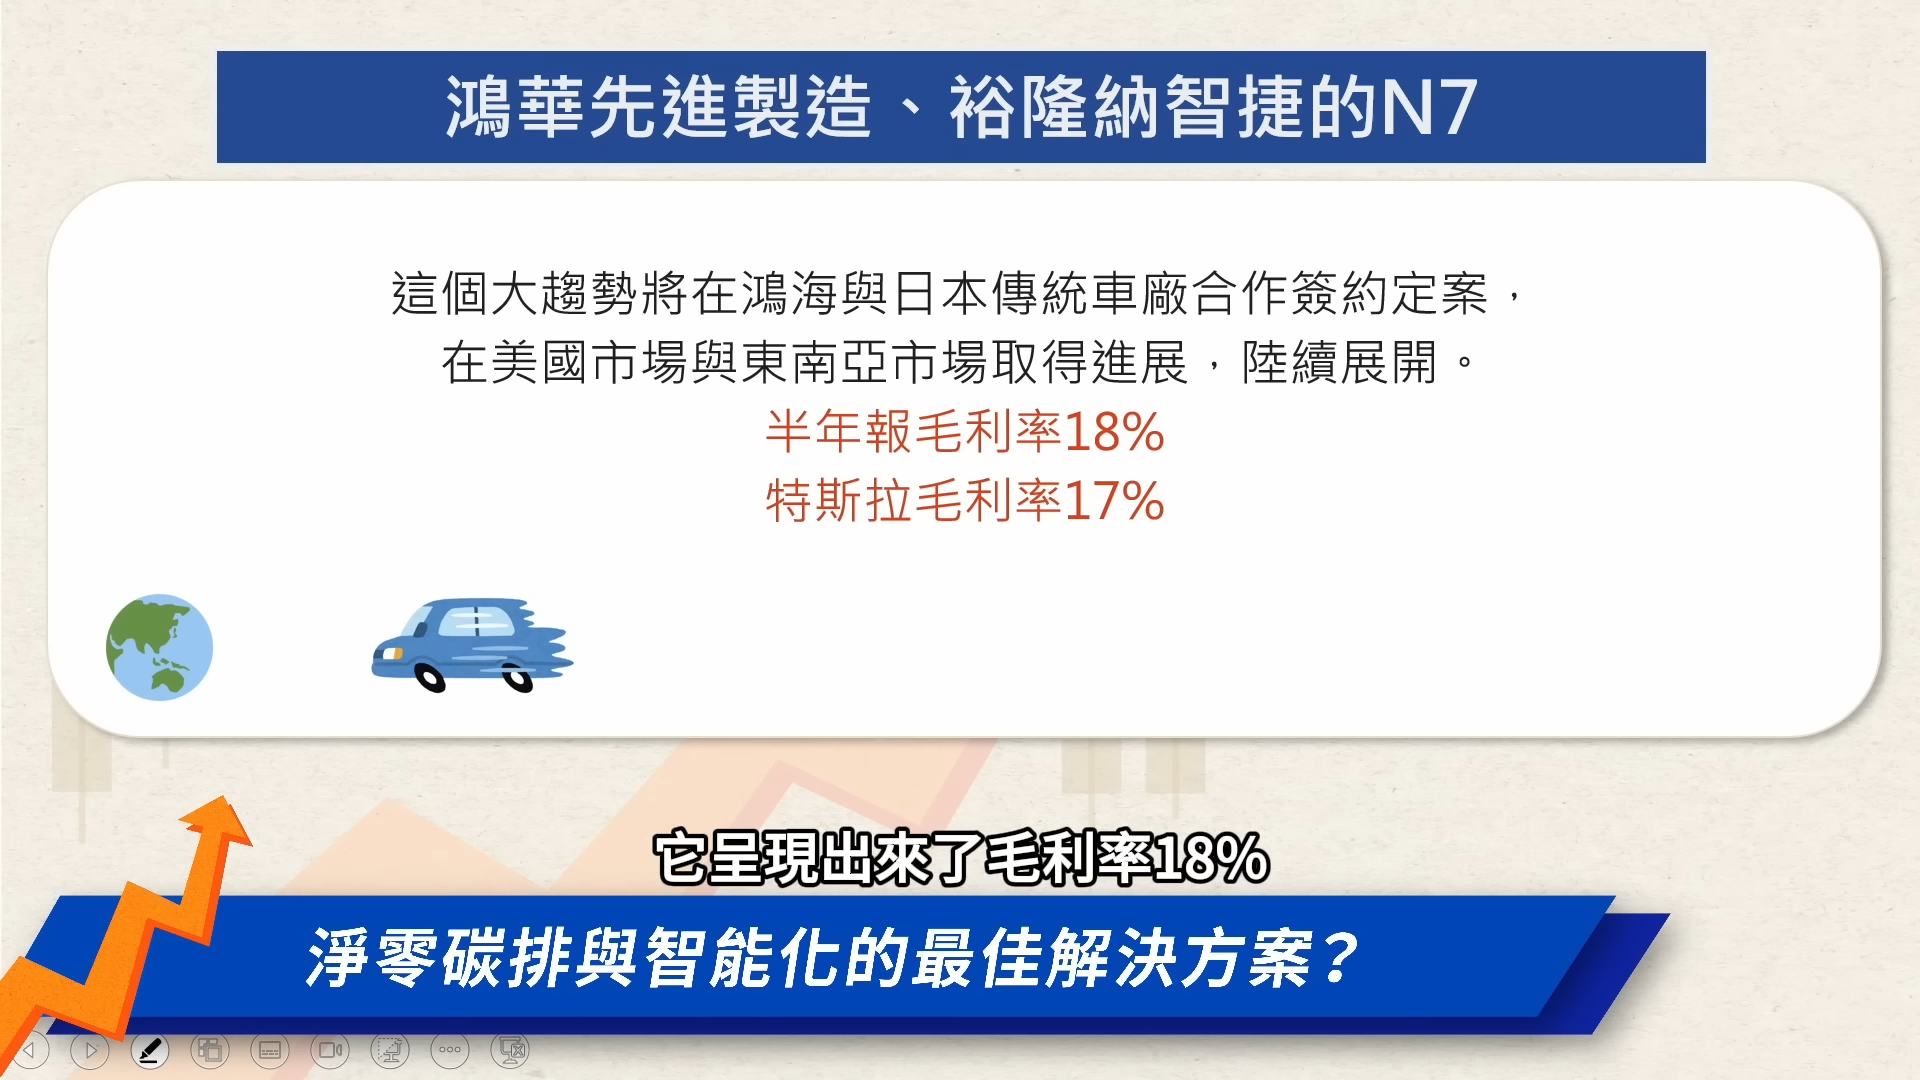 鴻華先進製造、裕隆納智捷的N7
這個大趨勢將在鴻海與日本傳統車廠合作簽約定案，
在美國市場與東南亞市場取得進展，陸續展開。
半年報毛利率18%
特斯拉毛利率17%
它呈現出來了毛利率18%
淨零碳排與智能化的最佳解決方案？